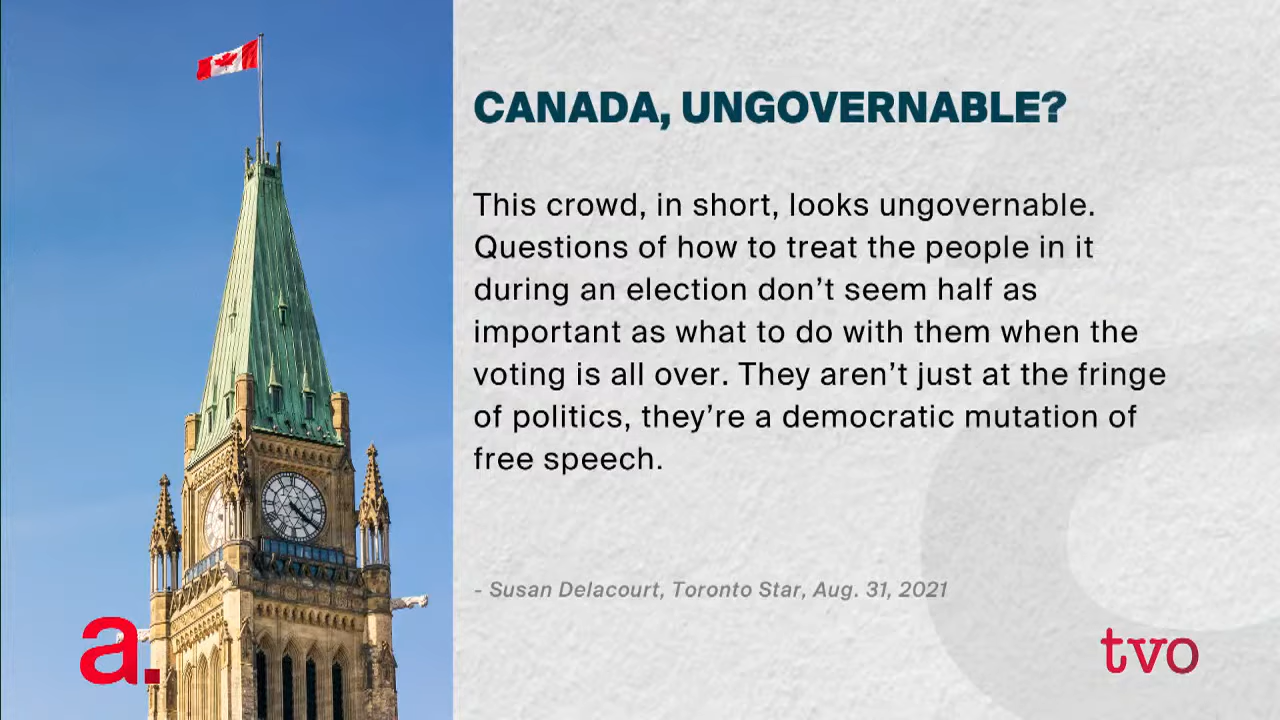 CANADA, UNGOVERNABLE?
This crowd, in short, looks ungovernable.
Questions of how to treat the people in it
during an election don’t seem half as
important as what to do with them when the
voting is all over. They aren’t just at the fringe
of politics, they’re a democratic mutation of
free speech.
- Susan Delacourt, Toronto Star, Aug. 31, 2021
a.
tvo